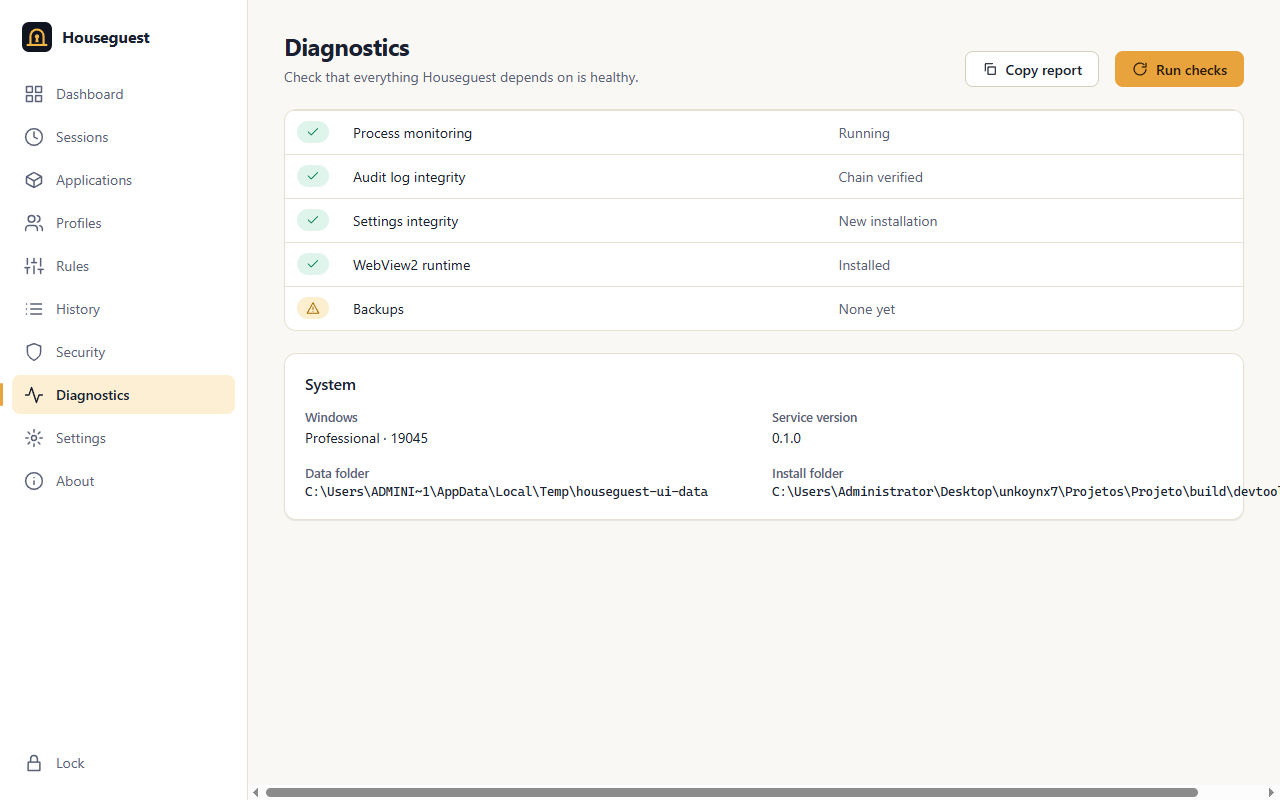 Houseguest
Dashboard
Sessions
Applications
Profiles
Rules
History
Security
Diagnostics
Settings
About
Lock
Diagnostics
Check that everything Houseguest depends on is healthy.
Copy report
Run checks
Process monitoring Running
Audit log integrity Chain verified
Settings integrity New installation
WebView2 runtime Installed
Backups None yet
System
Windows
Professional · 19045
Service version
0.1.0
Data folder
C:\Users\ADMINI~1\AppData\Local\Temp\houseguest-ui-data
Install folder
C:\Users\Administrator\Desktop\unkoynx7\Projetos\Projeto\build\devtool